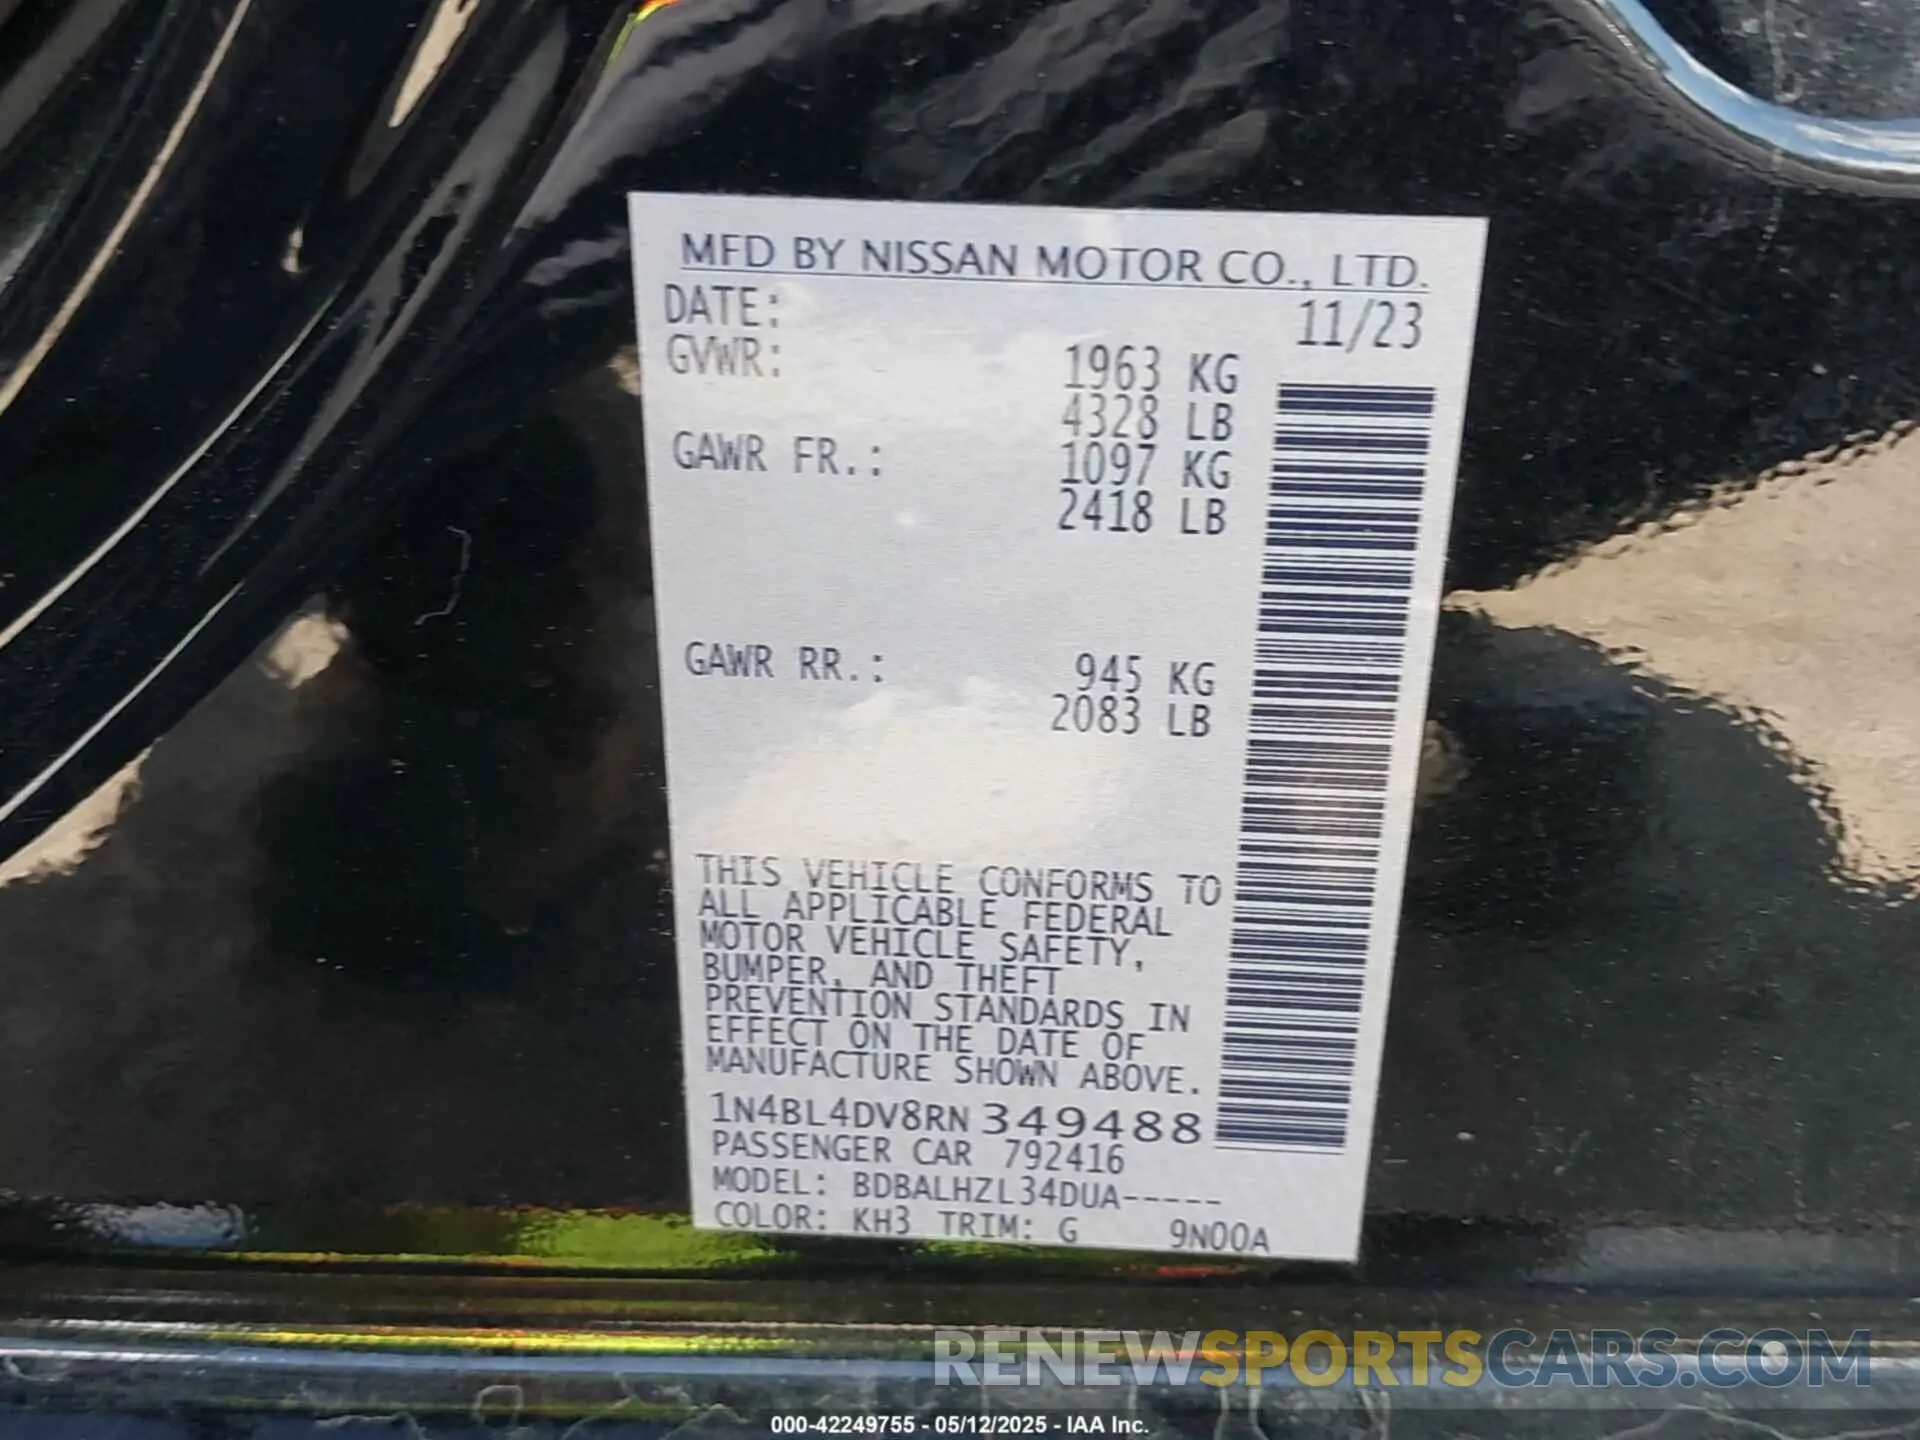 MFD BY NISSAN MOTOR CO., LTD.
DATE: 11/23
GVWR: 1963 KG
4328 LB
GAWR FR.: 1097 KG
2418 LB
GAWR RR.: 945 KG
2083 LB
THIS VEHICLE CONFORMS TO
ALL APPLICABLE FEDERAL
MOTOR VEHICLE SAFETY,
BUMPER, AND THEFT
PREVENTION STANDARDS IN
EFFECT ON THE DATE OF
MANUFACTURE SHOWN ABOVE.
1N4BL4DV8RN349488
PASSENGER CAR 792416
MODEL: BDBALHZL34DUA-----
COLOR: KH3 TRIM: G 9N00A
RENEWSPORTSCARS.COM
000-42249755 - 05/12/2025 - IAA Inc.